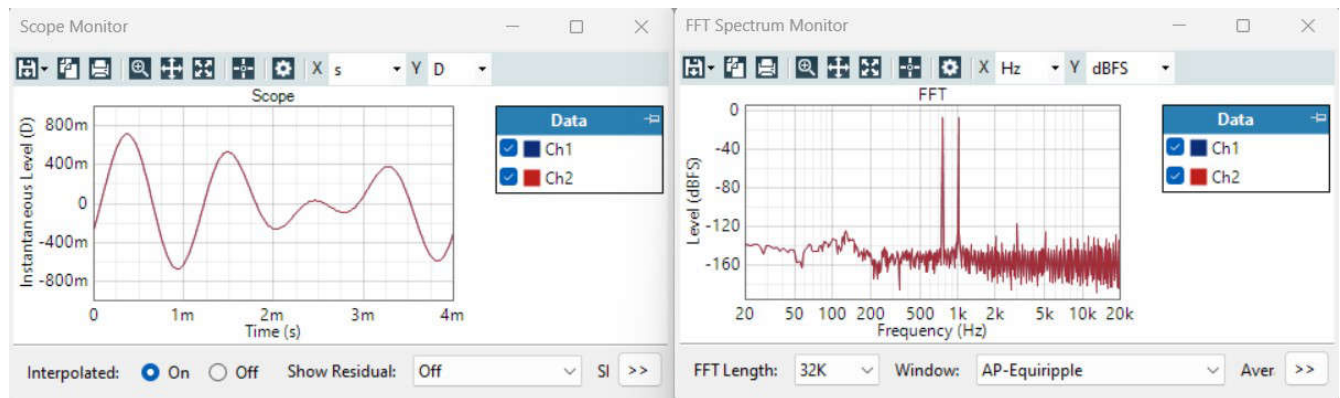 Scope Monitor
X s Y D
Scope
Instantaneous Level (D)
800m
400m
0
-400m
-800m
0 1m 2m 3m 4m
Time (s)
Data
Ch1
Ch2
Interpolated: On Off Show Residual: Off SI >>
FFT Spectrum Monitor
X Hz Y dBFS
FFT
Level (dBFS)
0
-40
-80
-120
-160
20 50 100 200 500 1k 2k 5k 10k 20k
Frequency (Hz)
Data
Ch1
Ch2
FFT Length: 32K Window: AP-Equiripple Aver >>